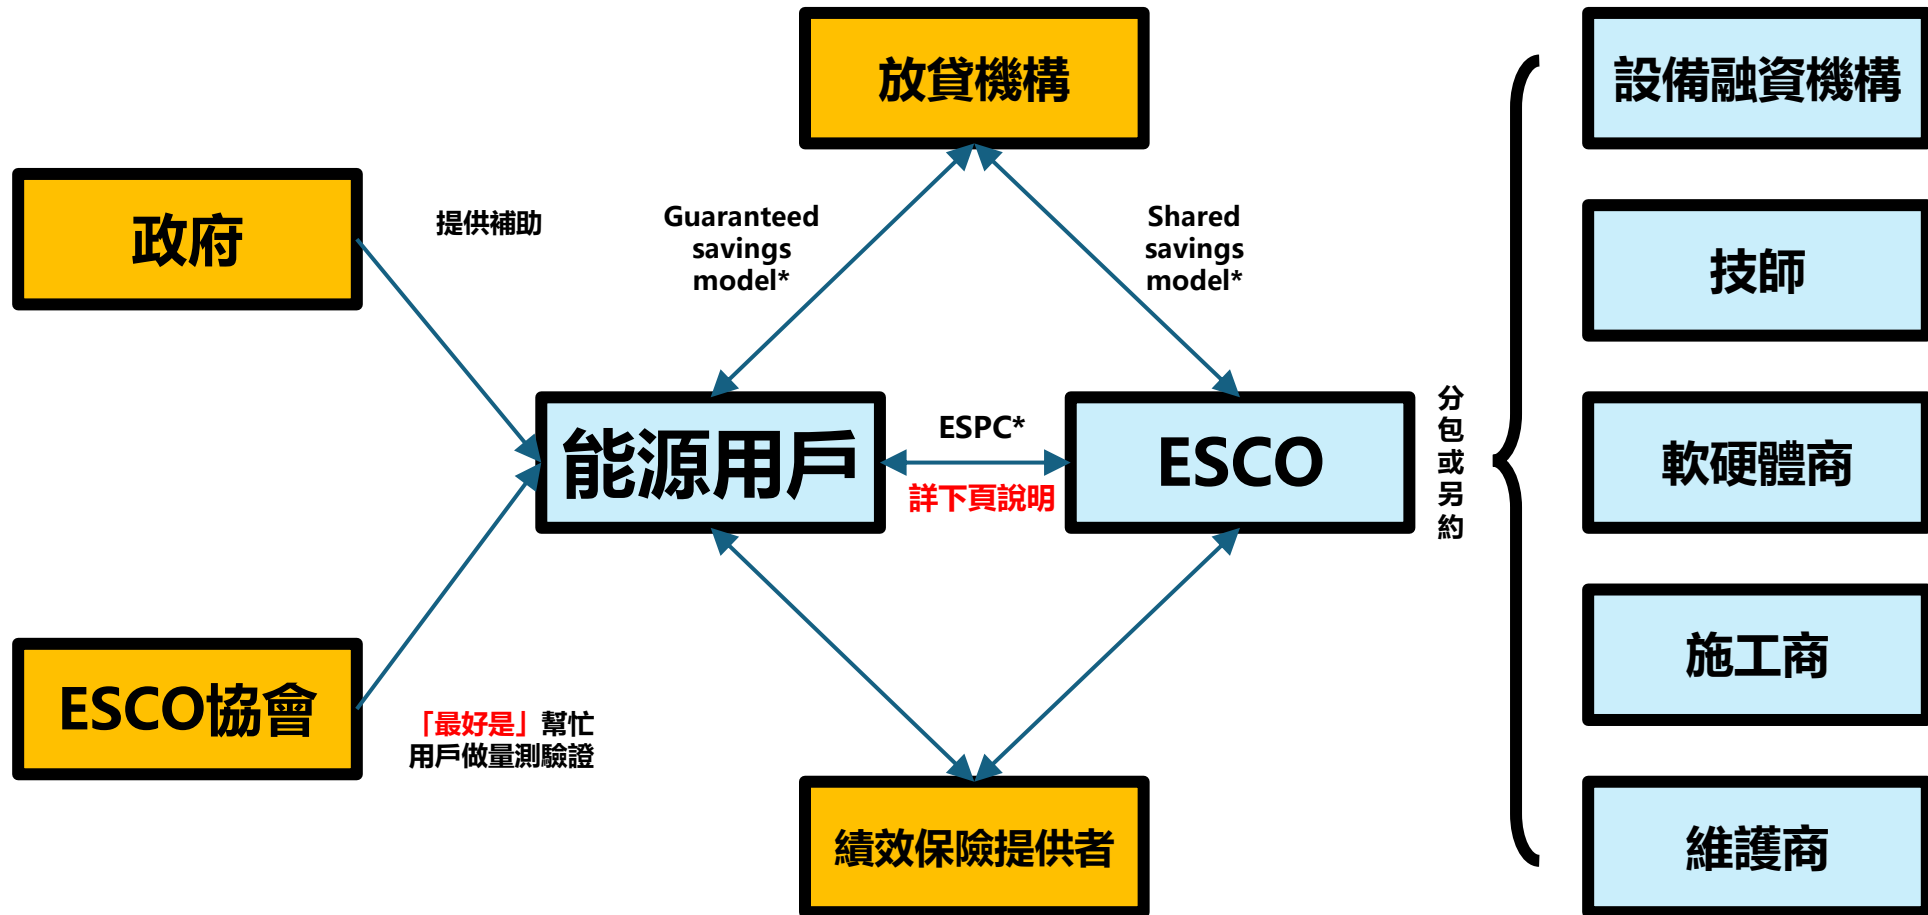 放貸機構
設備融資機構
政府
提供補助
Guaranteed
savings
model*
Shared
savings
model*
技師
能源用戶
ESPC*
詳下頁說明
ESCO
分包或另約
軟硬體商
ESCO協會
「最好是」幫忙
用戶做量測驗證
施工商
績效保險提供者
維護商